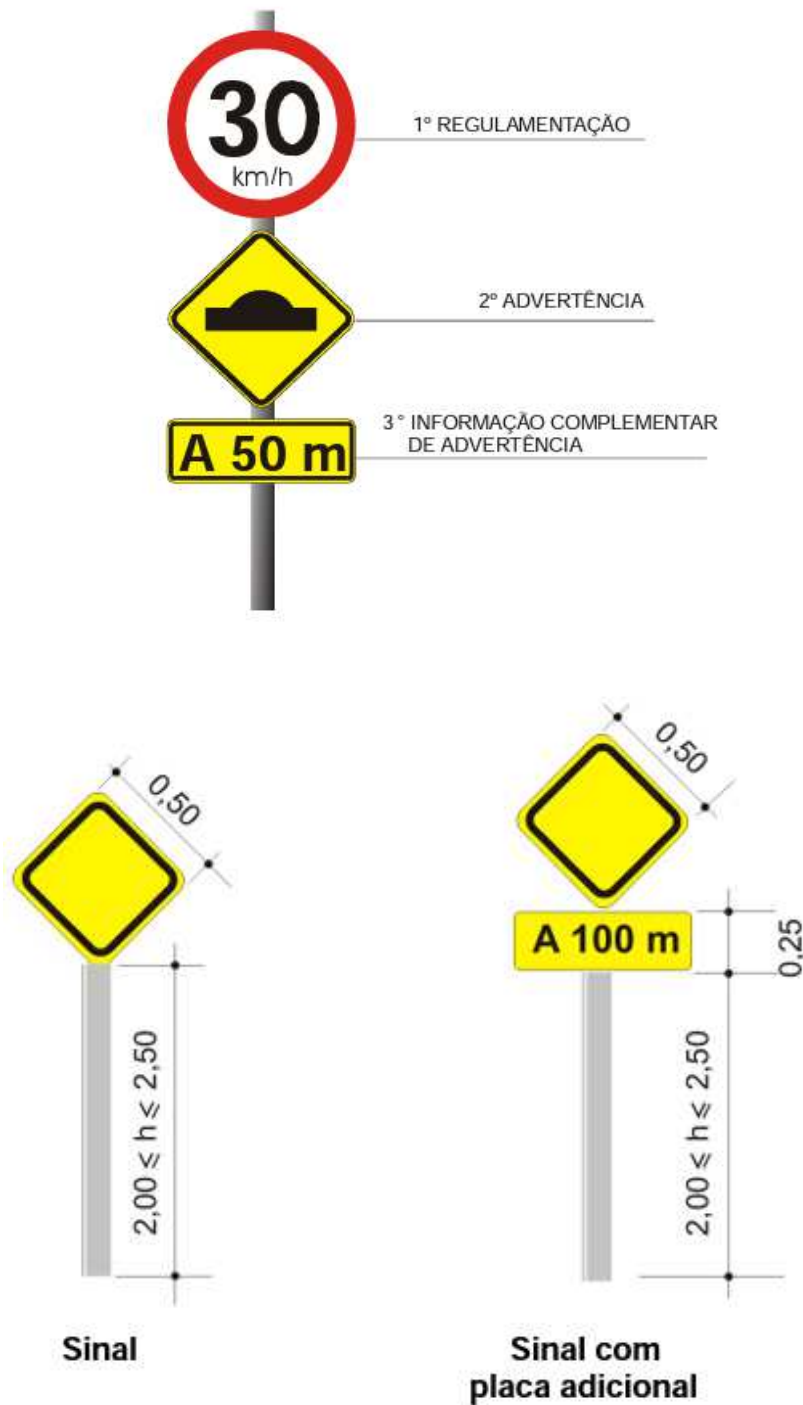 30
km/h
1º REGULAMENTAÇÃO
2º ADVERTÊNCIA
A 50 m
3° INFORMAÇÃO COMPLEMENTAR
DE ADVERTÊNCIA
0,50
2,00 ≤ h ≤ 2,50
Sinal
0,50
A 100 m
0,25
2,00 ≤ h ≤ 2,50
Sinal com
placa adicional